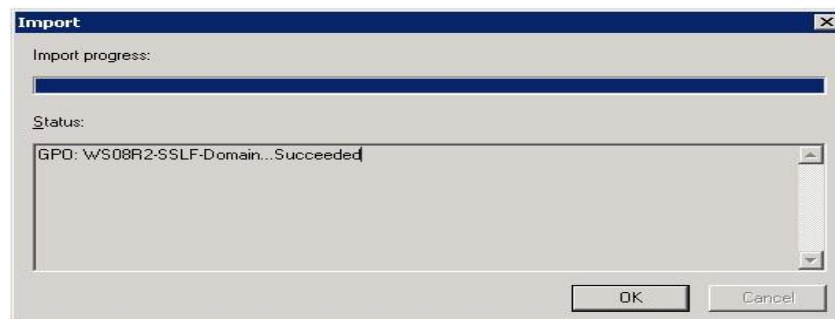 Import
Import progress:
Status:
GPO: WS08R2-SSLF-Domain...Succeeded
OK
Cancel